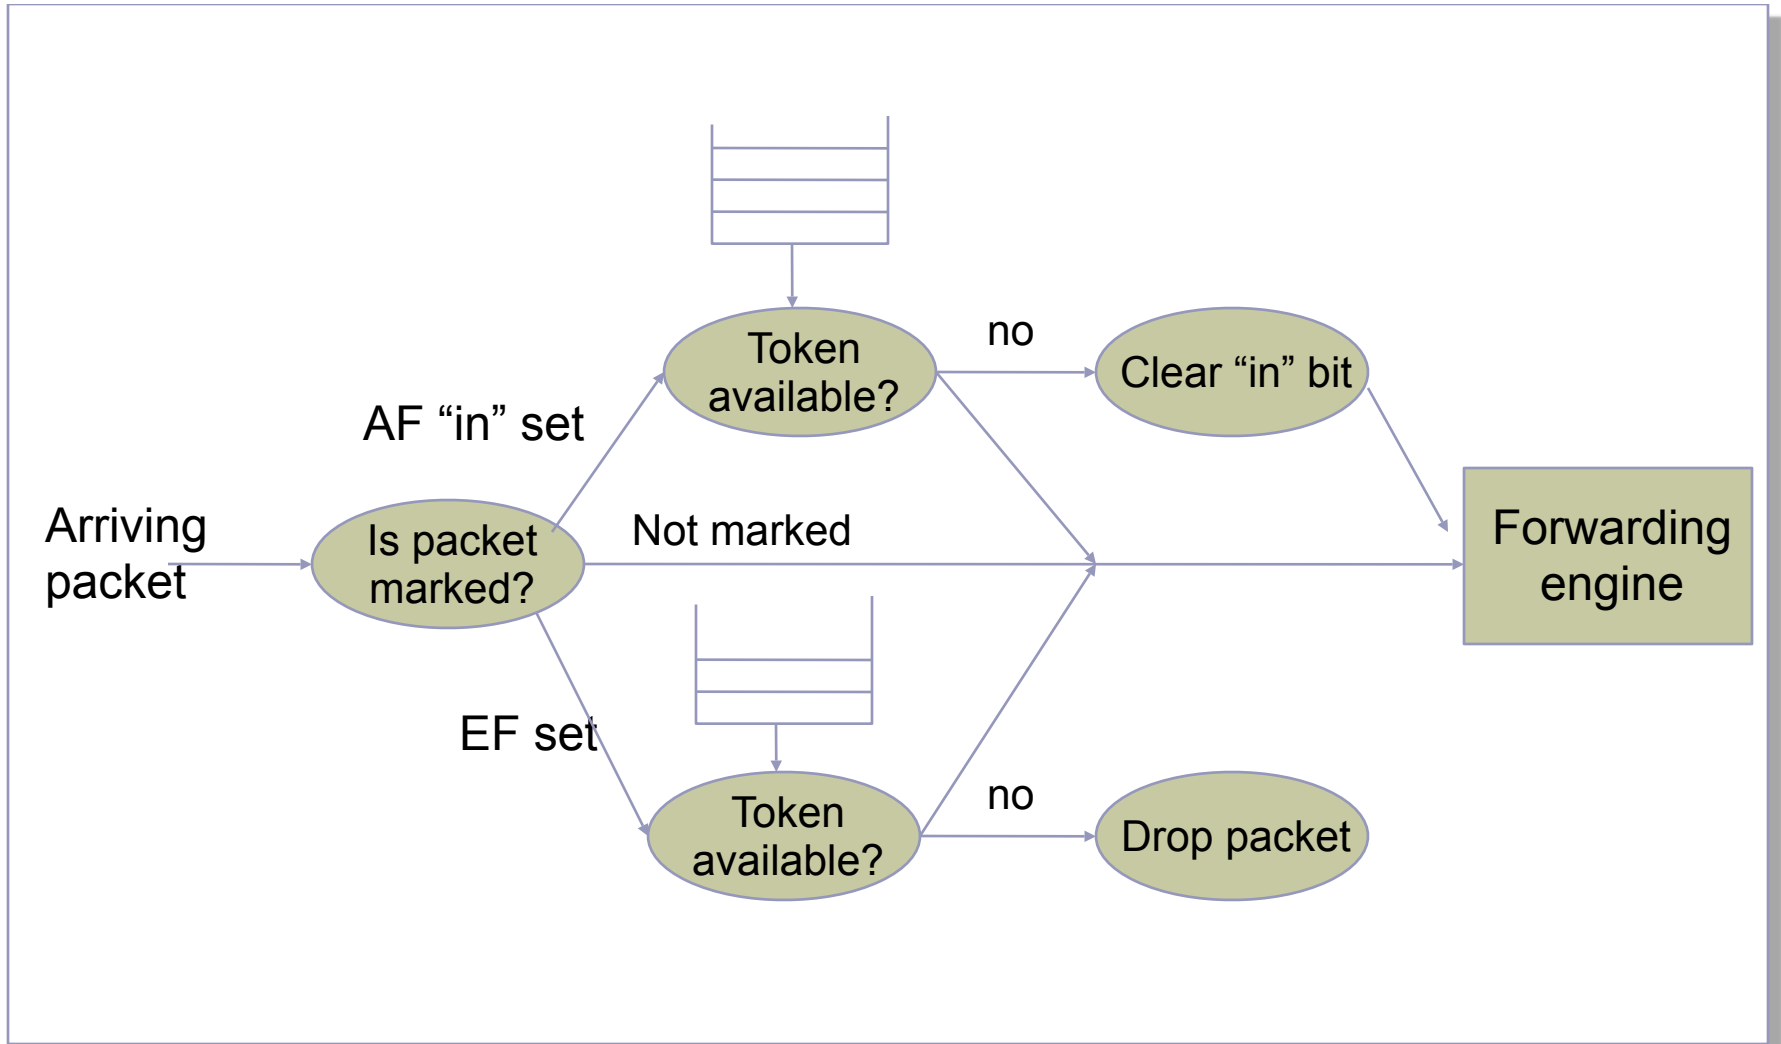 Token
available?
no
Clear “in” bit
AF “in” set
Arriving
packet
Is packet
marked?
Not marked
Forwarding
engine
EF set
Token
available?
no
Drop packet